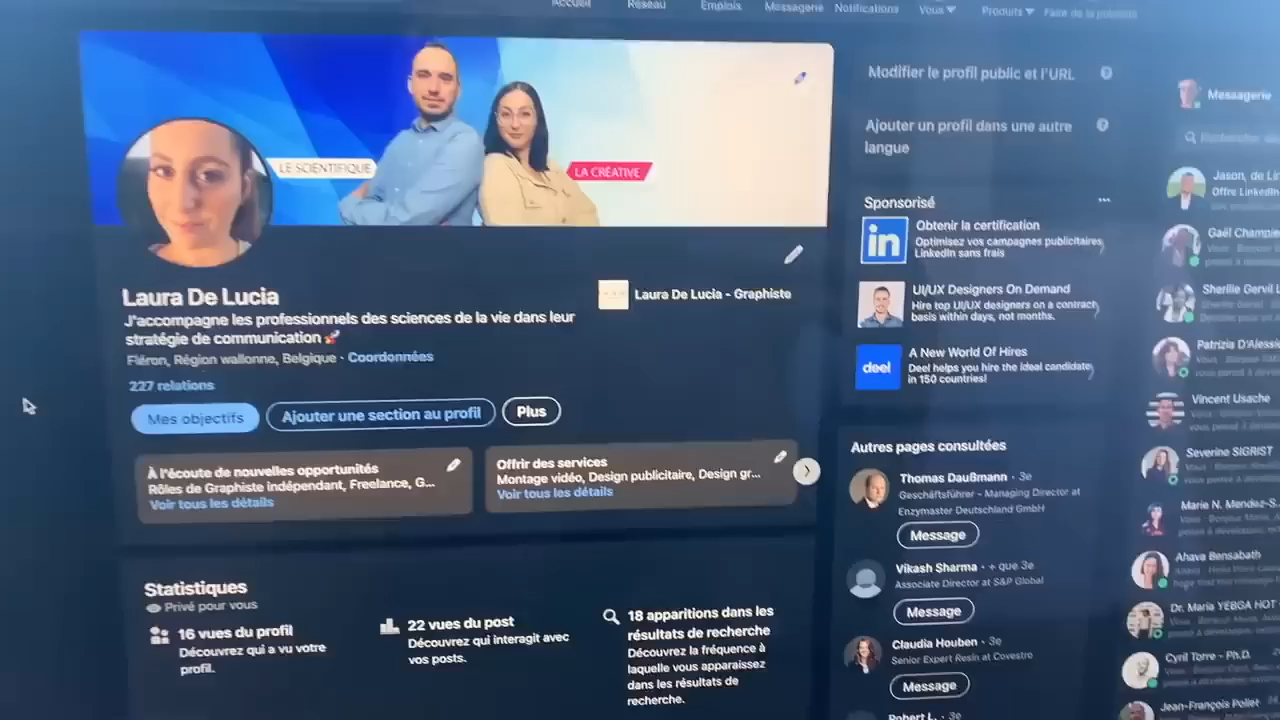 Accueil
Réseau
Emplois
Messagerie
Notifications
Vous
Produits
Faire de la
LE SCIENTIFIQUE
LA CRÉATIVE
Laura De Lucia
J'accompagne les professionnels des sciences de la vie dans leur
stratégie de communication 🚀
Fléron, Région wallonne, Belgique · Coordonnées
227 relations
Mes objectifs
Ajouter une section au profil
Plus
Laura De Lucia - Graphiste
À l'écoute de nouvelles opportunités
Rôles de Graphiste indépendant, Freelance, G...
Voir tous les détails
Offrir des services
Montage vidéo, Design publicitaire, Design gr...
Voir tous les détails
Statistiques
Privé pour vous
16 vues du profil
Découvrez qui a vu votre
profil.
22 vues du post
Découvrez qui interagit avec
vos posts.
18 apparitions dans les
résultats de recherche
Découvrez la fréquence à
laquelle vous apparaissez
dans les résultats de
recherche.
Modifier le profil public et l'URL
Ajouter un profil dans une autre
langue
Sponsorisé
in
Obtenir la certification
Optimisez vos campagnes publicitaires
LinkedIn sans frais
UI/UX Designers On Demand
Hire top UI/UX designers on a contract
basis within days, not months.
deel
A New World Of Hires
Deel helps you hire the ideal candidate
in 150 countries!
Autres pages consultées
Thomas Daußmann · 3e
Geschäftsführer - Managing Director at
Enzymaster Deutschland GmbH
Message
Vikash Sharma · + que 3e
Associate Director at S&P Global
Message
Claudia Houben · 3e
Senior Expert Resin at Covestro
Message
Robert L. · 3e
Messagerie
Rechercher
Jason, de Lin
Offre LinkedIn
Gaël Champie
Sherilie Gervil L
Patrizia D'Alessi
Vincent Usache
Severine SIGRIST
Marie N. Mendez-S.
Ahava Bensabath
Dr. Maria YEBGA HOT
Cyril Torre - Ph.D.
Jean-François Pollet